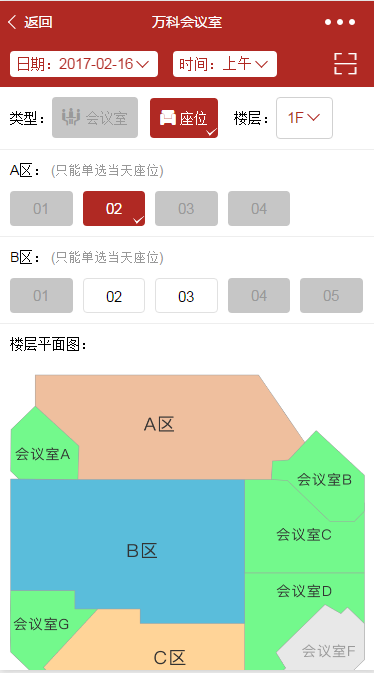 返回 万科会议室
日期：2017-02-16 时间：上午
类型： 会议室 座位 楼层： 1F
A区： (只能单选当天座位)
01 02 03 04
B区： (只能单选当天座位)
01 02 03 04 05
楼层平面图：
A区
会议室A
会议室B
会议室C
B区
会议室D
会议室G
会议室F
C区